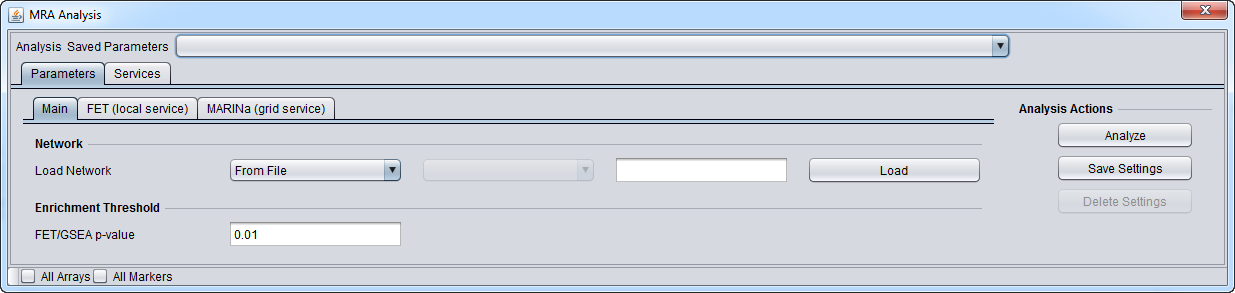 MRA Analysis
Analysis Saved Parameters
Parameters Services
Main FET (local service) MARINa (grid service)
Analysis Actions
Network
Analyze
Load Network From File Load
Save Settings
Delete Settings
Enrichment Threshold
FET/GSEA p-value 0.01
All Arrays All Markers